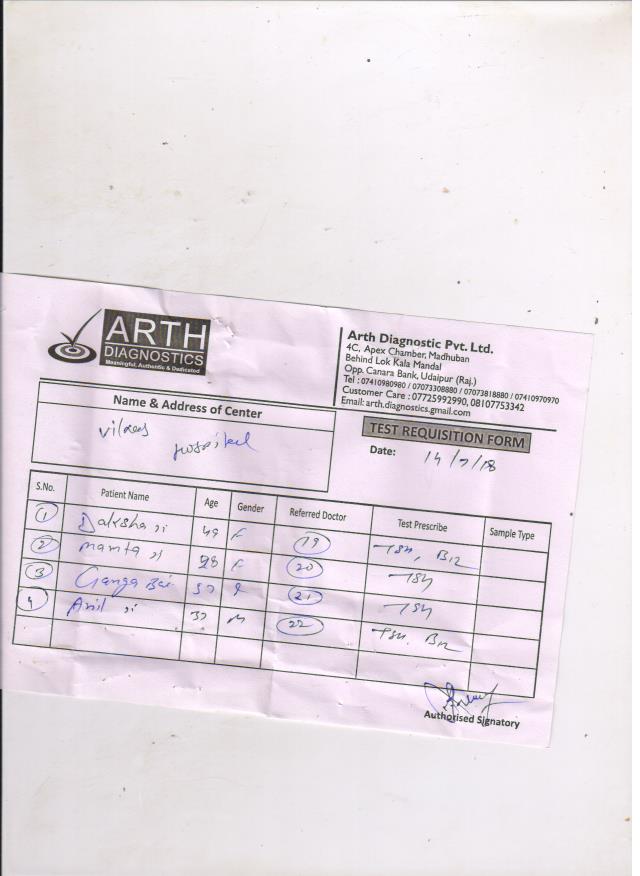 ARTH
DIAGNOSTICS
Meaningful, Authentic & Dedicated
Arth Diagnostic Pvt. Ltd.
4C, Apex Chamber, Madhuban
Behind Lok Kala Mandal
Opp. Canara Bank, Udaipur (Raj.)
Tel : 07410980980 / 07073308880 / 07073818880 / 07410970970
Customer Care : 07725992990, 08107753342
Email: arth.diagnostics.gmail.com
Name & Address of Center
Hospital
TEST REQUISITION FORM
Date: 14/7/18
S.No. Patient Name Age Gender Referred Doctor Test Prescribe Sample Type
1 Daksha ji 49 F 19 TSH, B12
2 Mamta ji 28 F 20 TSH
3 Ganga Bai 21 TSH
4 Anil ji M 22 TSH, B12
Authorised Signatory